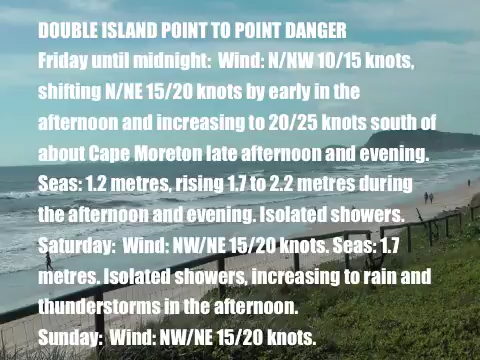 DOUBLE ISLAND POINT TO POINT DANGER
Friday until midnight:  Wind: N/NW 10/15 knots,
shifting N/NE 15/20 knots by early in the
afternoon and increasing to 20/25 knots south of
about Cape Moreton late afternoon and evening.
Seas: 1.2 metres, rising 1.7 to 2.2 metres during
the afternoon and evening. Isolated showers.
Saturday:  Wind: NW/NE 15/20 knots. Seas: 1.7
metres. Isolated showers, increasing to rain and
thunderstorms in the afternoon.
Sunday:  Wind: NW/NE 15/20 knots.